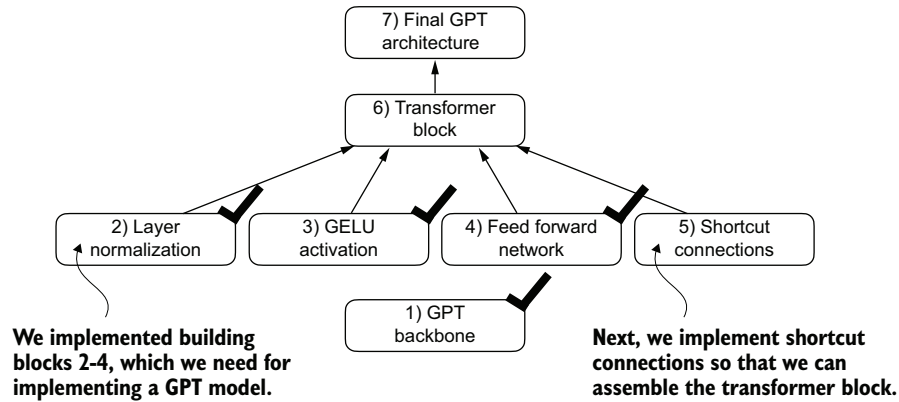 7) Final GPT
architecture
6) Transformer
block
2) Layer
normalization
3) GELU
activation
4) Feed forward
network
5) Shortcut
connections
1) GPT
backbone
We implemented building
blocks 2-4, which we need for
implementing a GPT model.
Next, we implement shortcut
connections so that we can
assemble the transformer block.